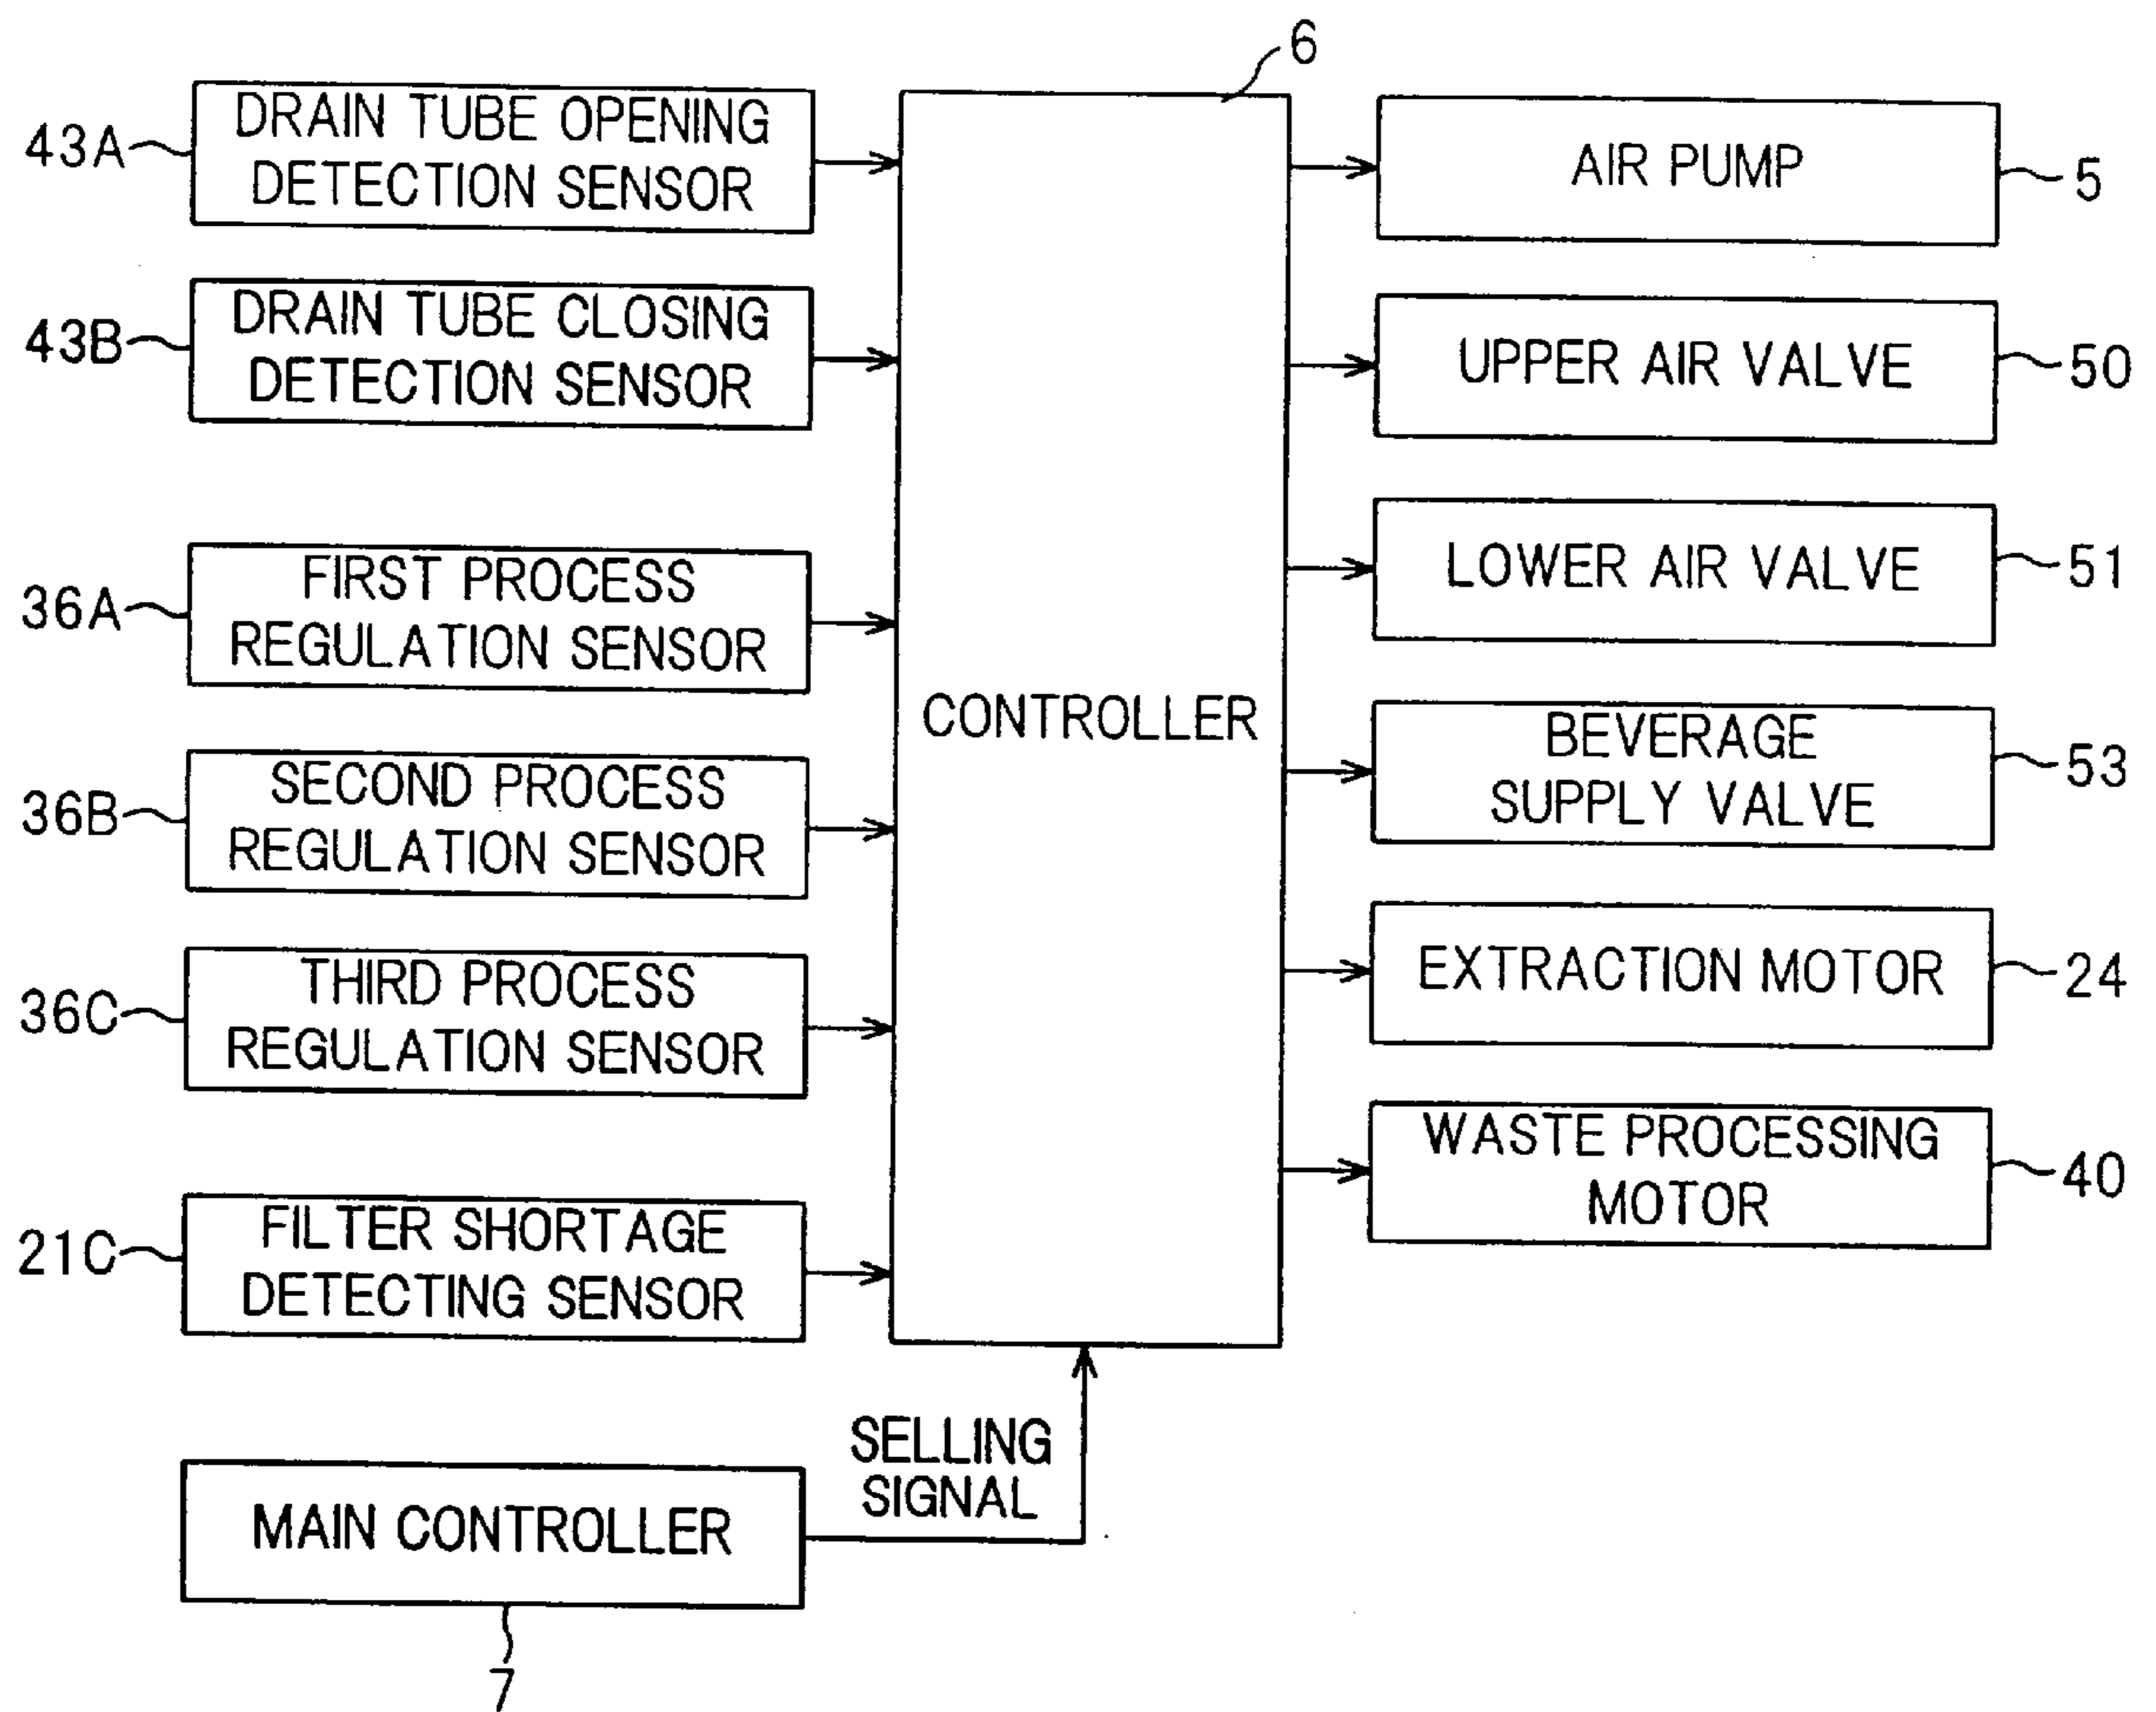 6
43A
DRAIN TUBE OPENING
DETECTION SENSOR
43B
DRAIN TUBE CLOSING
DETECTION SENSOR
36A
FIRST PROCESS
REGULATION SENSOR
36B
SECOND PROCESS
REGULATION SENSOR
36C
THIRD PROCESS
REGULATION SENSOR
21C
FILTER SHORTAGE
DETECTING SENSOR
CONTROLLER
AIR PUMP
5
UPPER AIR VALVE
50
LOWER AIR VALVE
51
BEVERAGE
SUPPLY VALVE
53
EXTRACTION MOTOR
24
WASTE PROCESSING
MOTOR
40
SELLING
SIGNAL
MAIN CONTROLLER
7